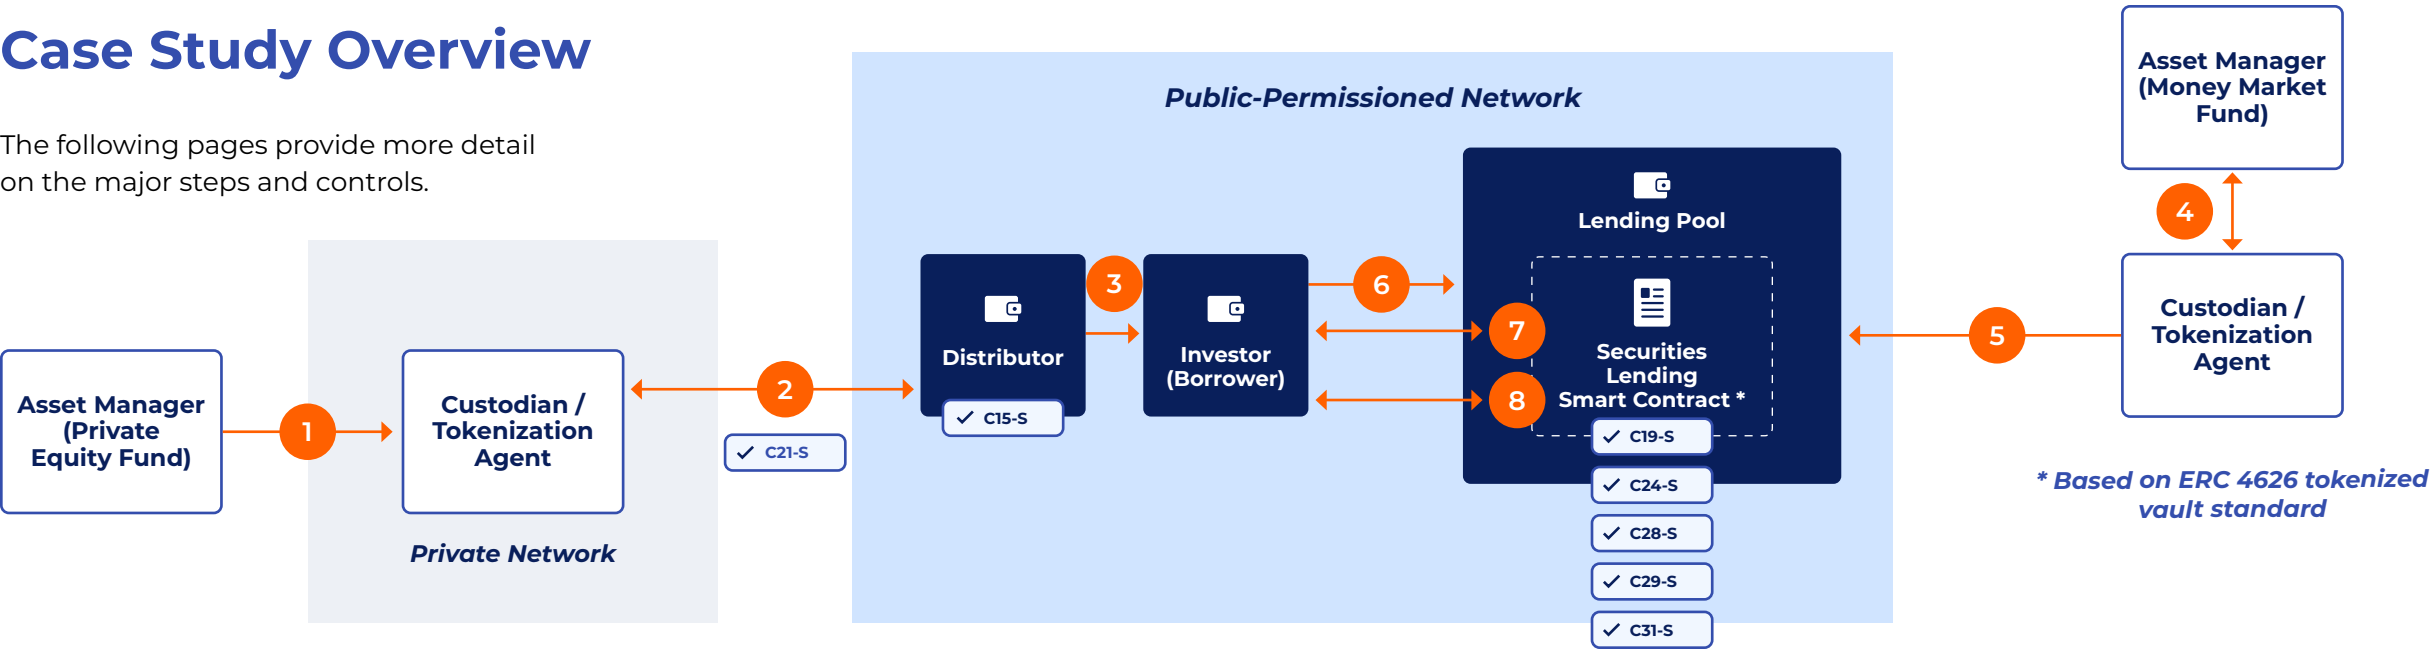 Case Study Overview
The following pages provide more detail
on the major steps and controls.
Asset Manager
(Private
Equity Fund)
1
Custodian /
Tokenization
Agent
Private Network
2
C21-S
Public-Permissioned Network
Distributor
C15-S
3
Investor
(Borrower)
6
7
8
Lending Pool
Securities
Lending
Smart Contract *
C19-S
C24-S
C28-S
C29-S
C31-S
5
Asset Manager
(Money Market
Fund)
4
Custodian /
Tokenization
Agent
* Based on ERC 4626 tokenized
vault standard